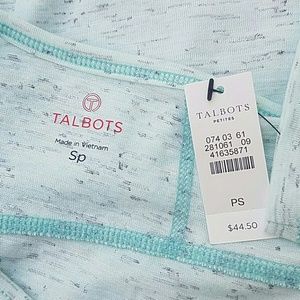 TALBOTS
Made in Vietnam
Sp
TALBOTS
PETITES
074 03 61
281061 09
41635871
PS
$44.50